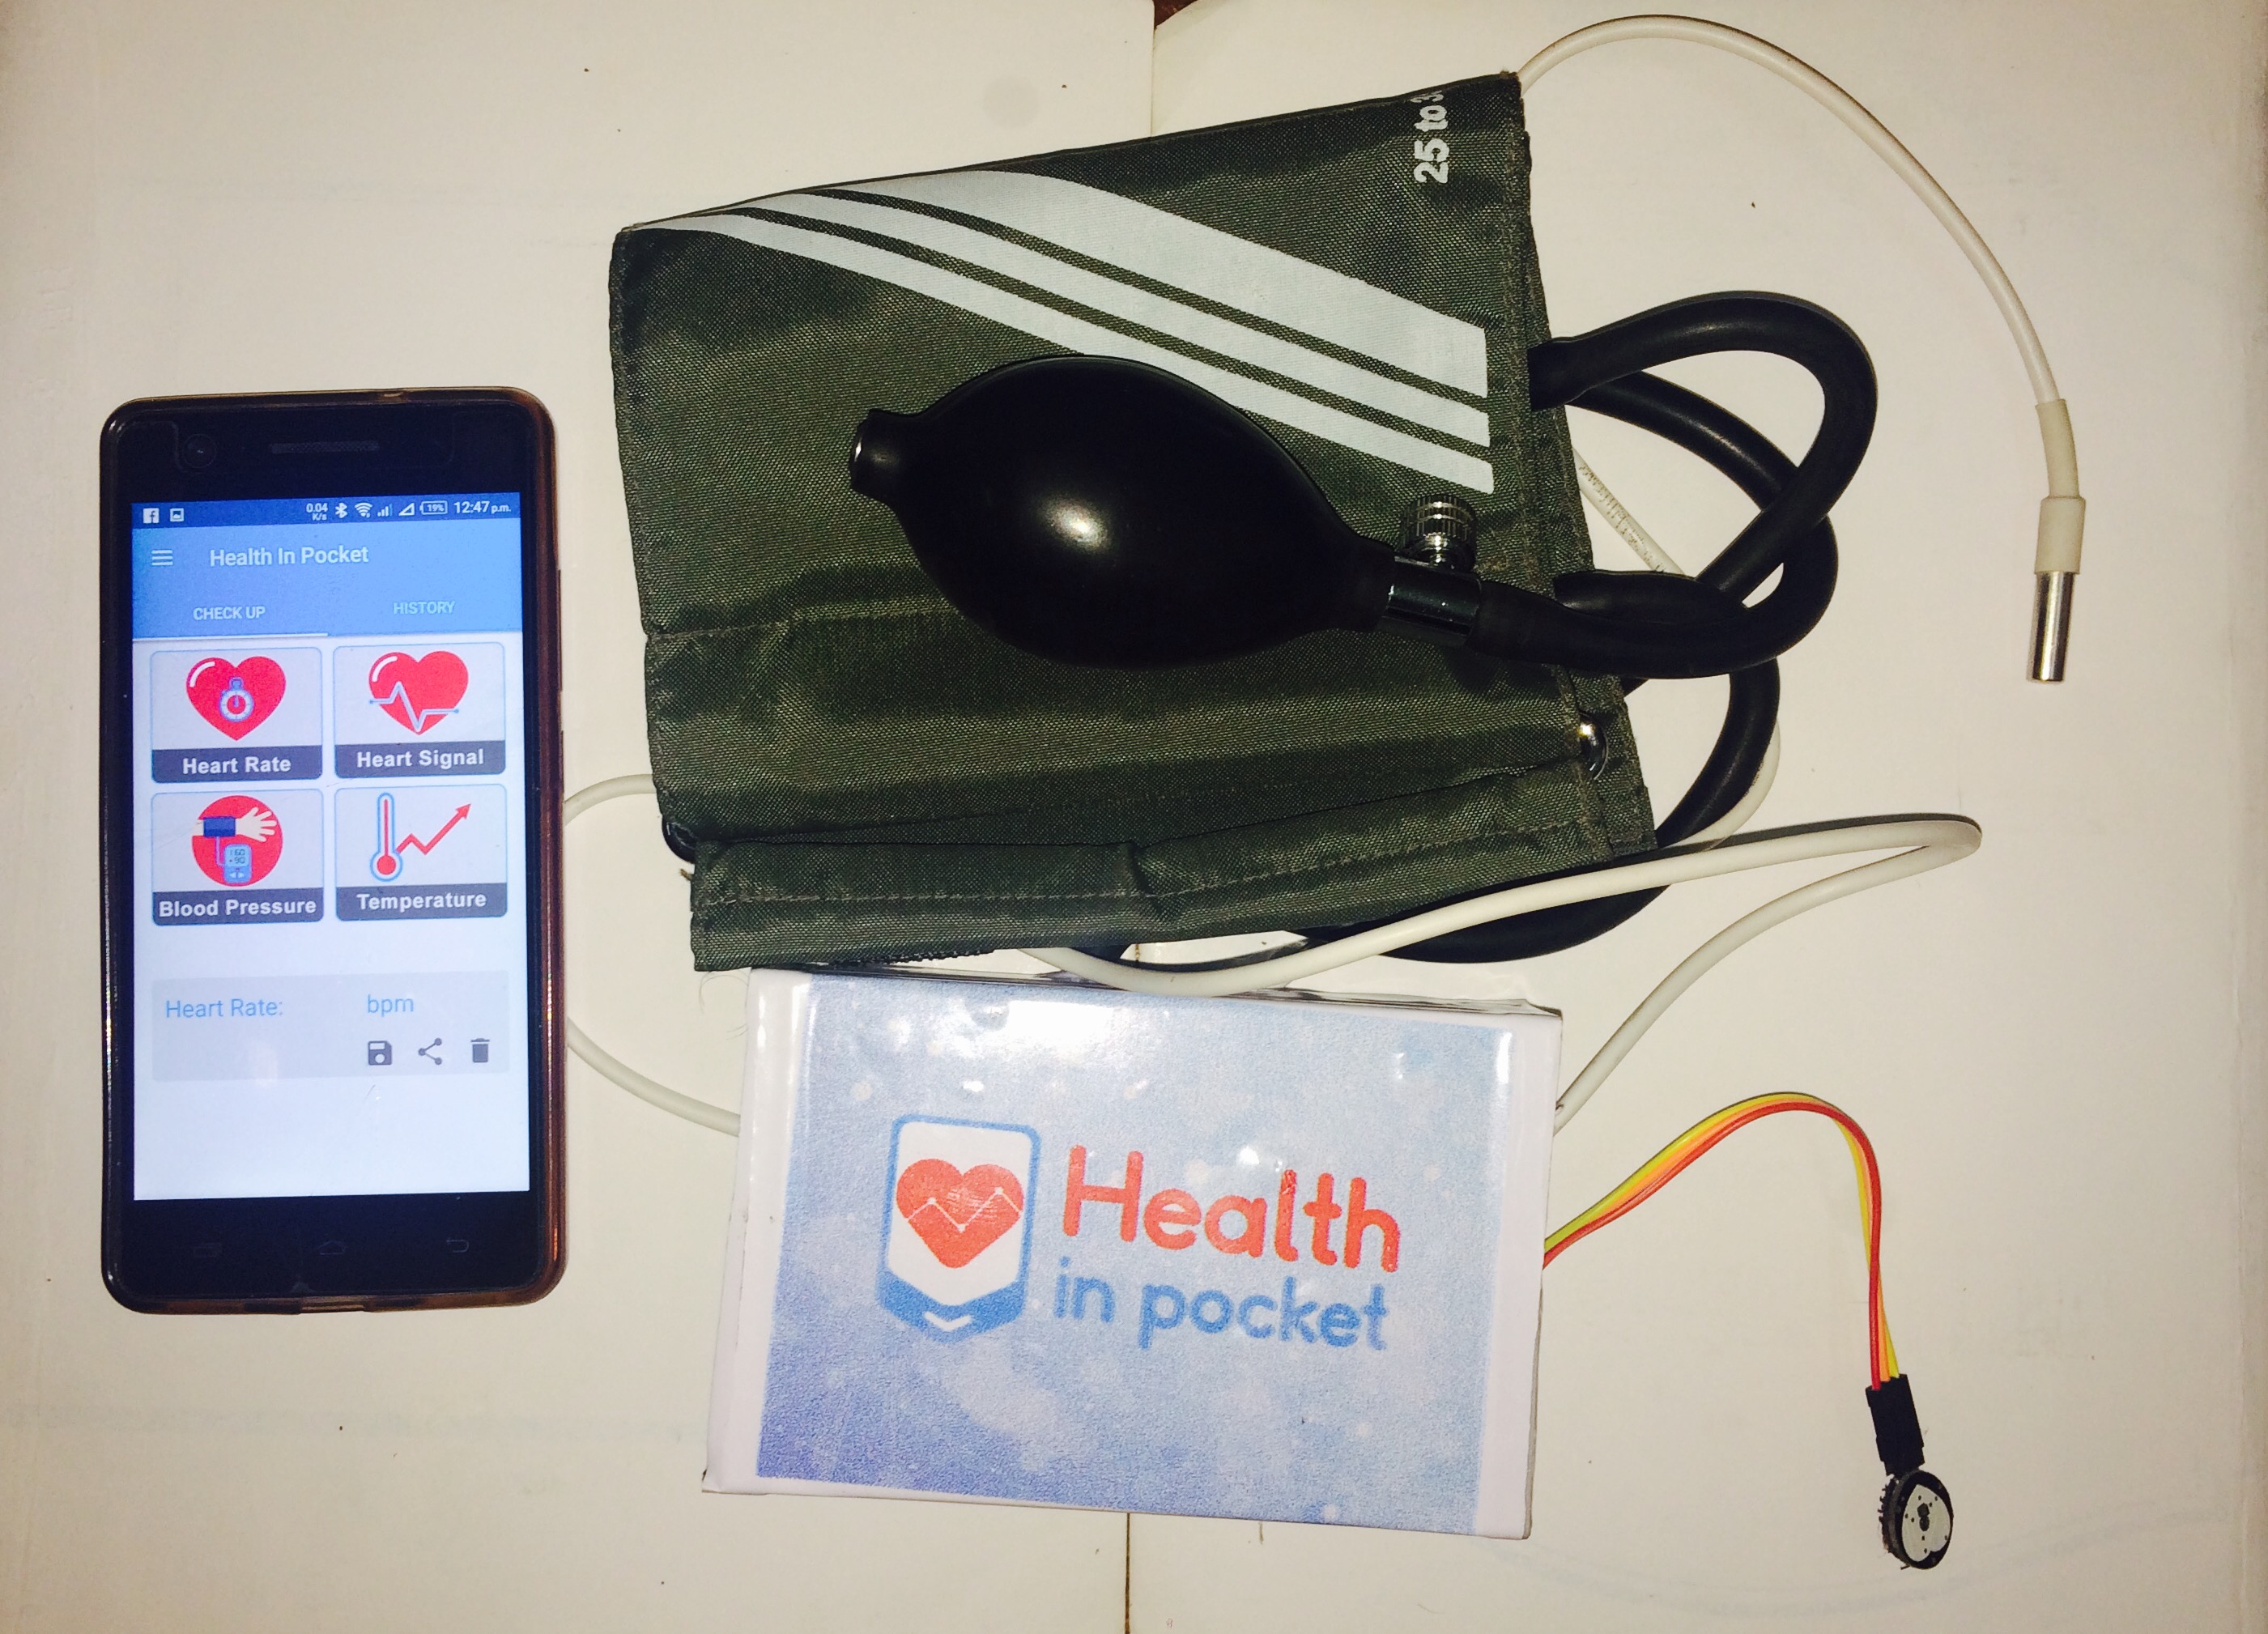 0.04
K/s
19%
12:47 p.m.
Health In Pocket
CHECK UP
HISTORY
Heart Rate
Heart Signal
Blood Pressure
Temperature
Heart Rate: bpm
25 to
Health
in pocket